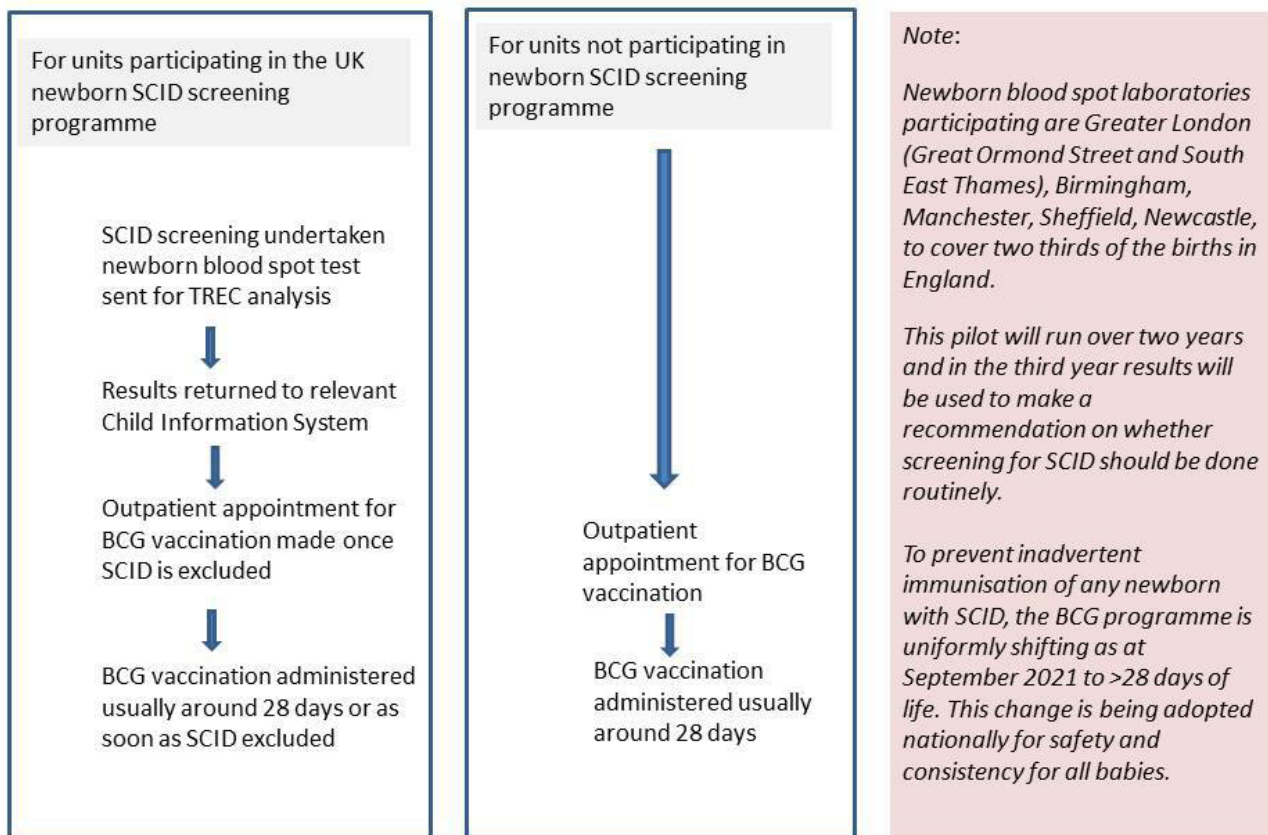 For units participating in the UK
newborn SCID screening
programme
SCID screening undertaken
newborn blood spot test
sent for TREC analysis
Results returned to relevant
Child Information System
Outpatient appointment for
BCG vaccination made once
SCID is excluded
BCG vaccination administered
usually around 28 days or as
soon as SCID excluded
For units not participating in
newborn SCID screening
programme
Outpatient
appointment for BCG
vaccination
BCG vaccination
administered usually
around 28 days
Note:
Newborn blood spot laboratories
participating are Greater London
(Great Ormond Street and South
East Thames), Birmingham,
Manchester, Sheffield, Newcastle,
to cover two thirds of the births in
England.
This pilot will run over two years
and in the third year results will
be used to make a
recommendation on whether
screening for SCID should be done
routinely.
To prevent inadvertent
immunisation of any newborn
with SCID, the BCG programme is
uniformly shifting as at
September 2021 to >28 days of
life. This change is being adopted
nationally for safety and
consistency for all babies.